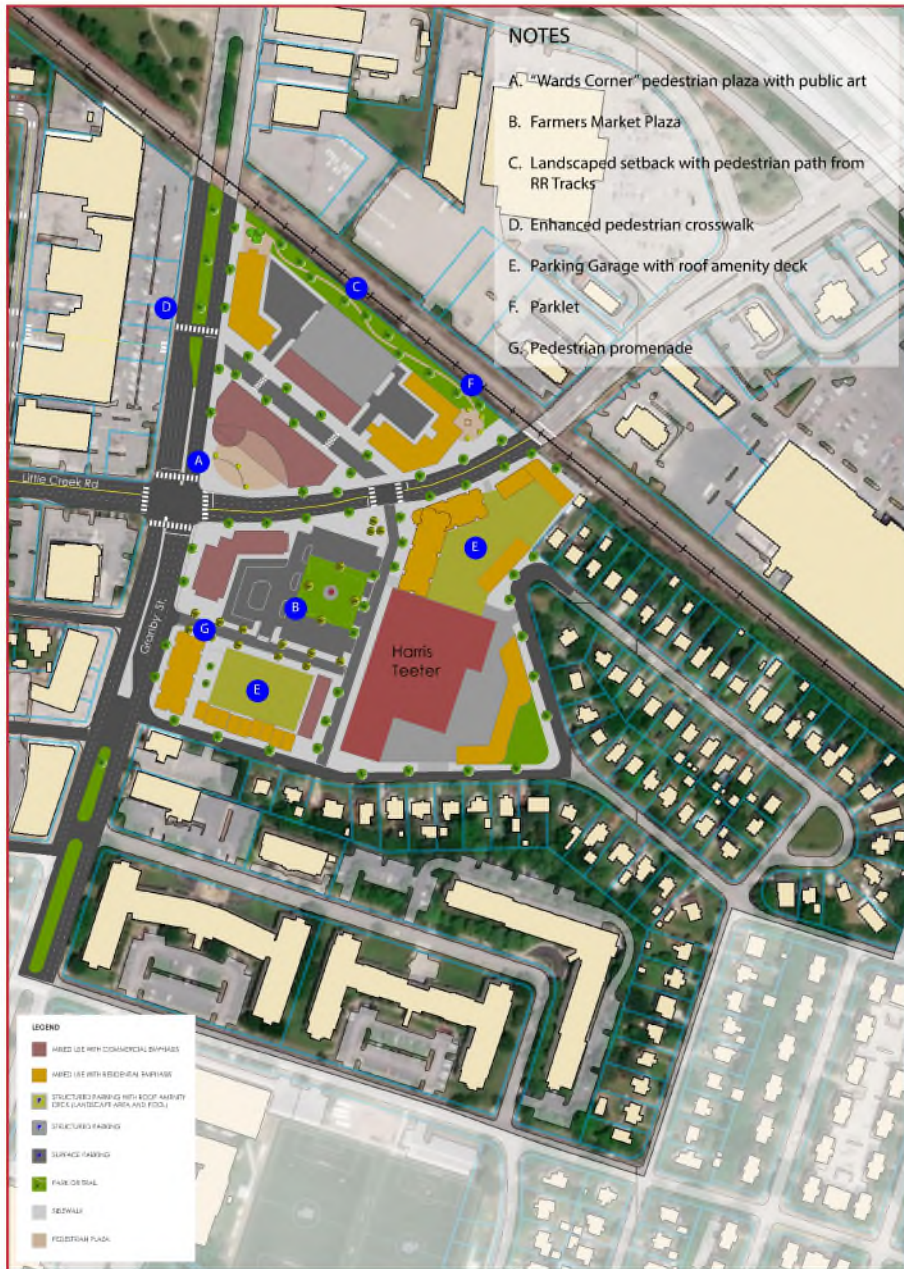 NOTES
A. "Wards Corner" pedestrian plaza with public art
B. Farmers Market Plaza
C. Landscaped setback with pedestrian path from
RR Tracks
D. Enhanced pedestrian crosswalk
E. Parking Garage with roof amenity deck
F. Parklet
G. Pedestrian promenade
C
D
F
A
Little Creek Rd
E
B
G
Granby St.
Harris
Teeter
E
LEGEND
MIXED USE WITH COMMERCIAL EMPHASIS
MIXED USE WITH RESIDENTIAL EMPHASIS
STRUCTURED PARKING WITH ROOF AMENITY
DECK (LANDSCAPE AREA AND POOL)
STRUCTURED PARKING
SURFACE PARKING
PARK OR TRAIL
SIDEWALK
PEDESTRIAN PLAZA